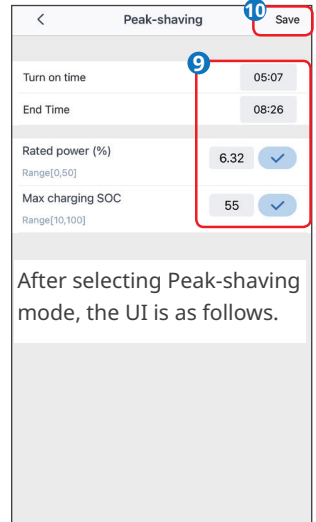 < Peak-shaving 10 Save
9
Turn on time 05:07
End Time 08:26
Rated power (%) 6.32
Range[0,50]
Max charging SOC 55
Range[10,100]
After selecting Peak-shaving
mode, the UI is as follows.